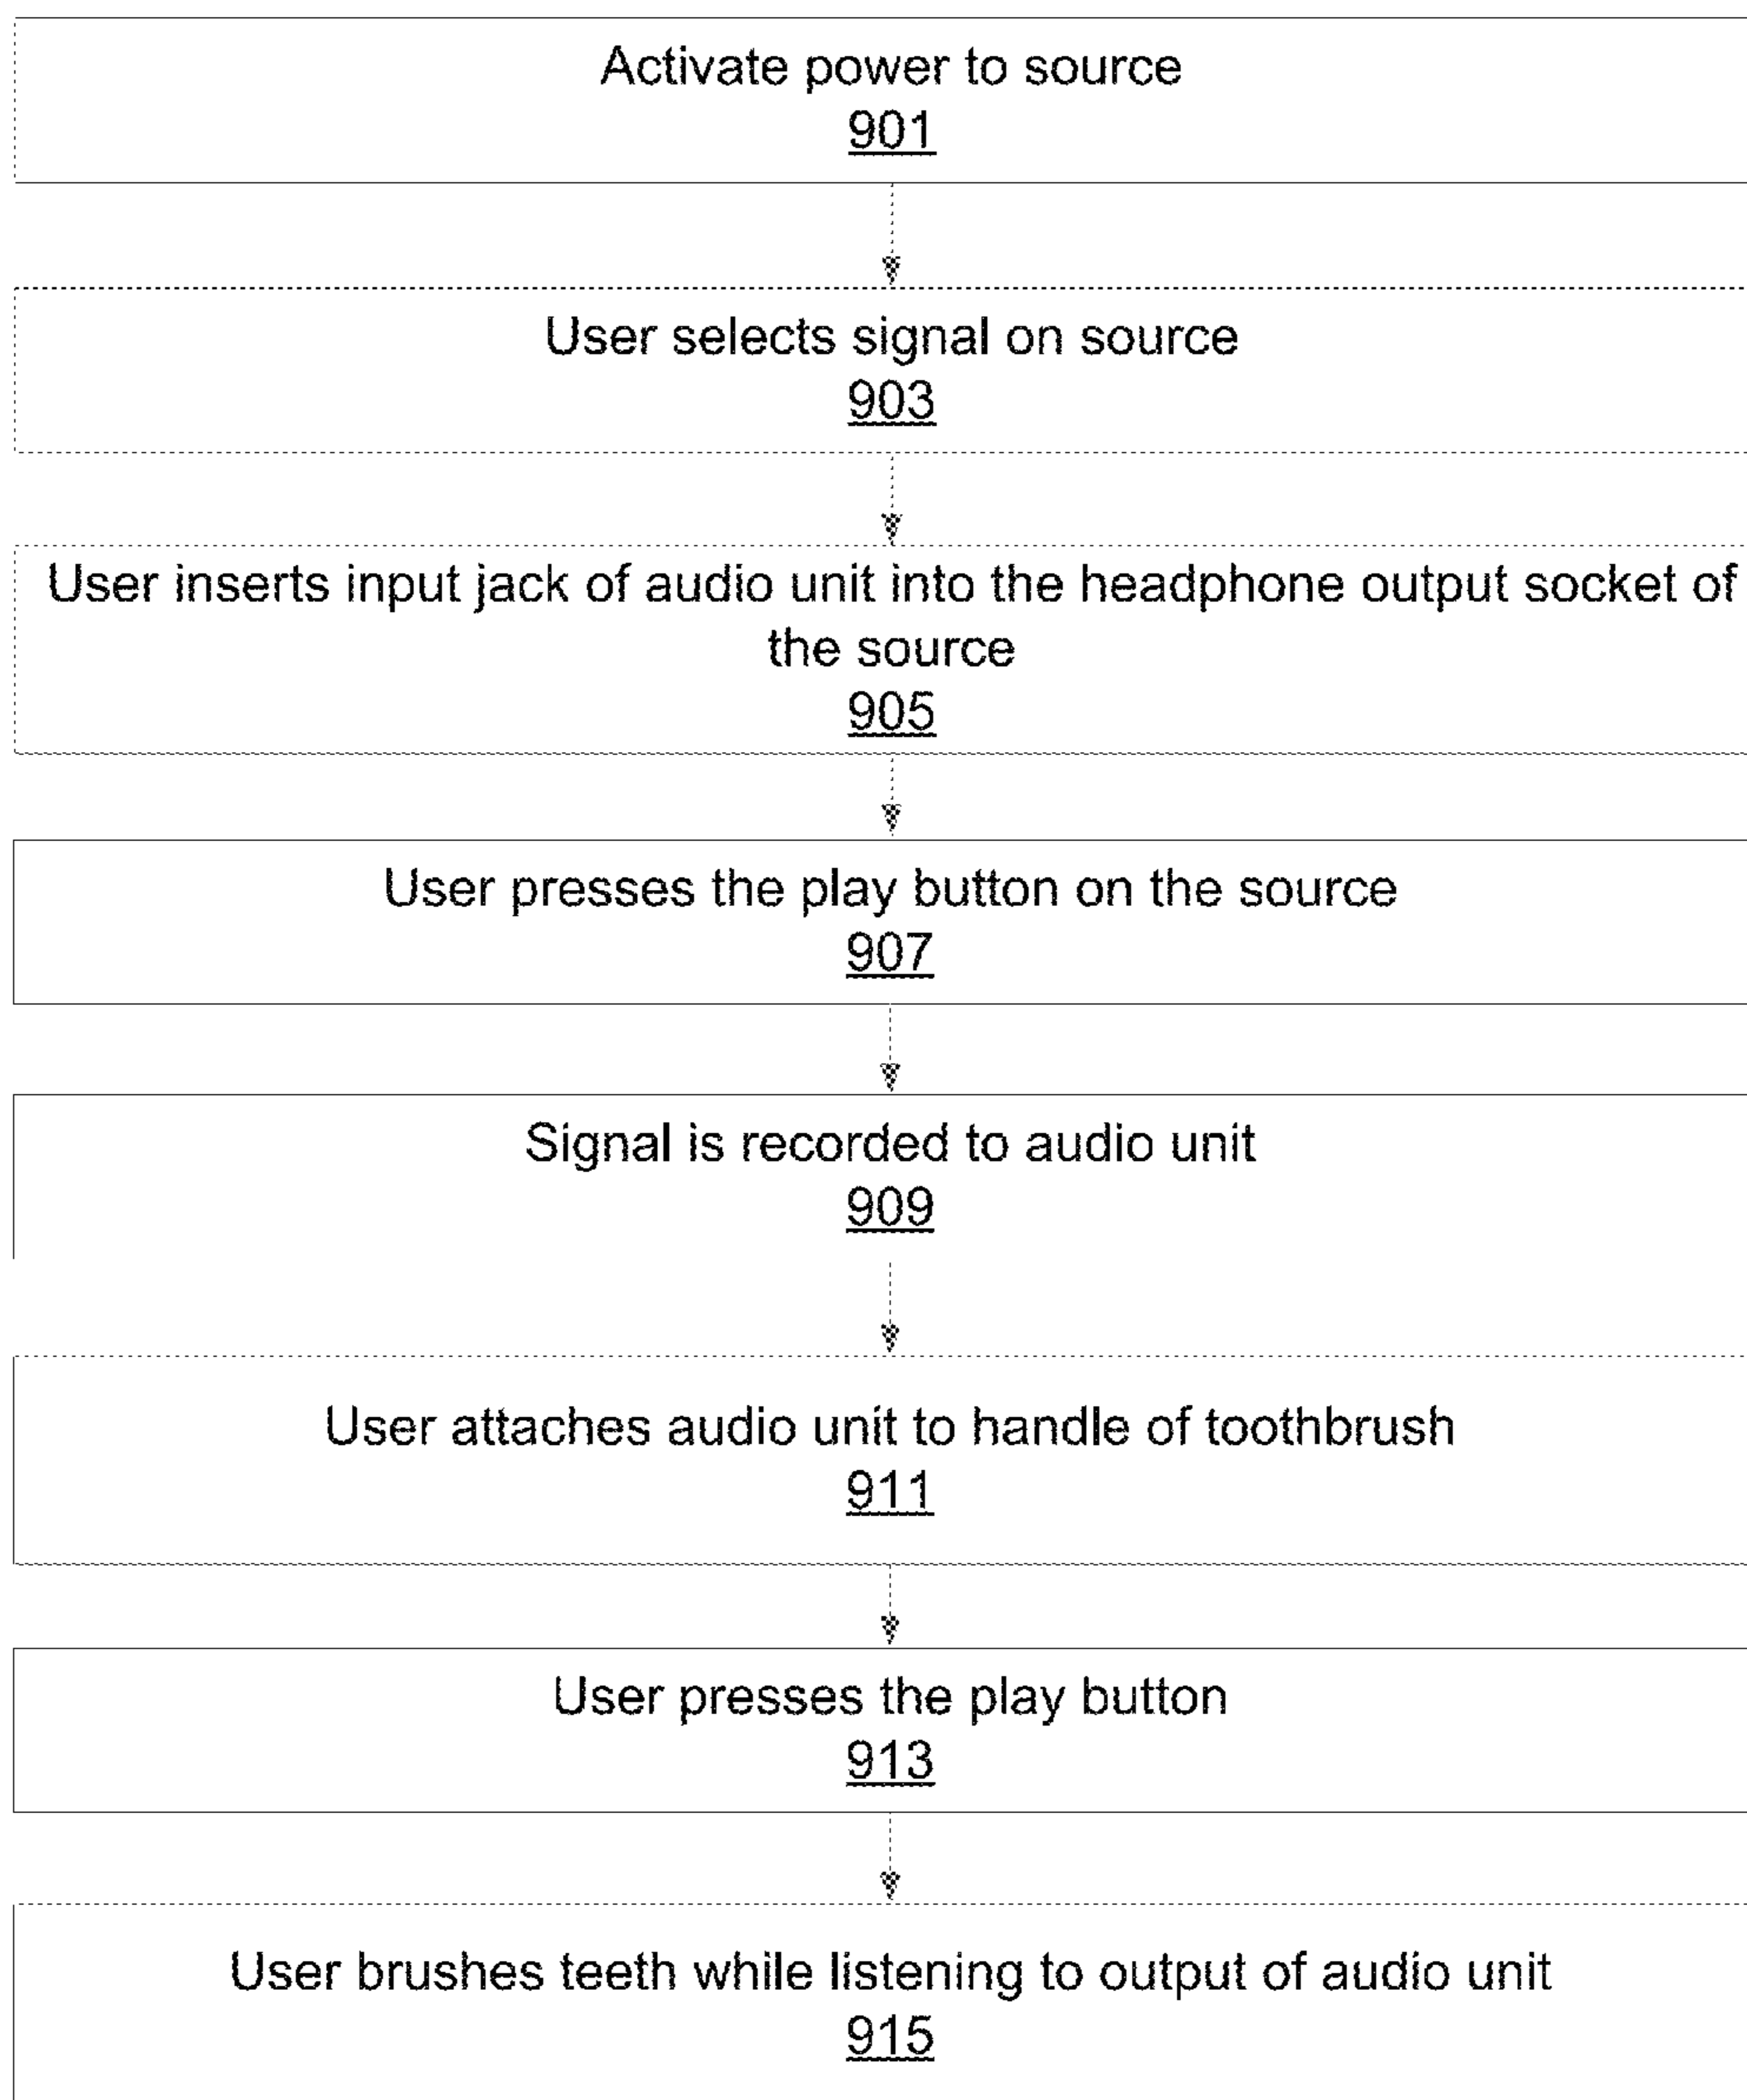 Activate power to source
901
User selects signal on source
903
User inserts input jack of audio unit into the headphone output socket of
the source
905
User presses the play button on the source
907
Signal is recorded to audio unit
909
User attaches audio unit to handle of toothbrush
911
User presses the play button
913
User brushes teeth while listening to output of audio unit
915